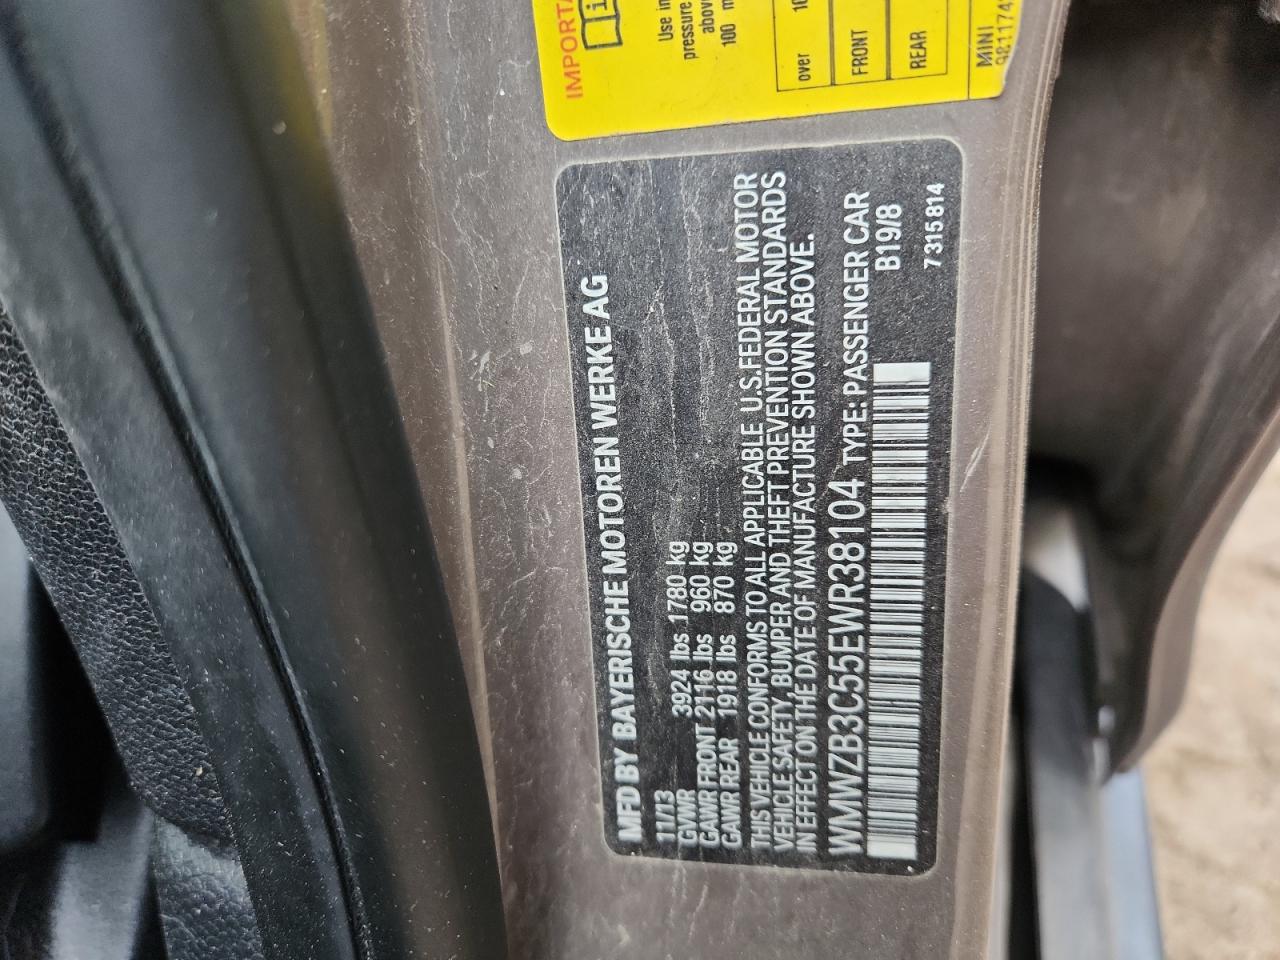 IMPORTA
Use in
pressure
above
100 m
over
FRONT
REAR
MINI
MFD BY BAYERISCHE MOTOREN WERKE AG
11/13
GVWR 3924 lbs 1780 kg
GAWR FRONT 2116 lbs 960 kg
GAWR REAR 1918 lbs 870 kg
THIS VEHICLE CONFORMS TO ALL APPLICABLE U.S.FEDERAL MOTOR
VEHICLE SAFETY, BUMPER AND THEFT PREVENTION STANDARDS
IN EFFECT ON THE DATE OF MANUFACTURE SHOWN ABOVE.
WMWZB3C55EWR38104 TYPE: PASSENGER CAR
B19/8
7 315 814